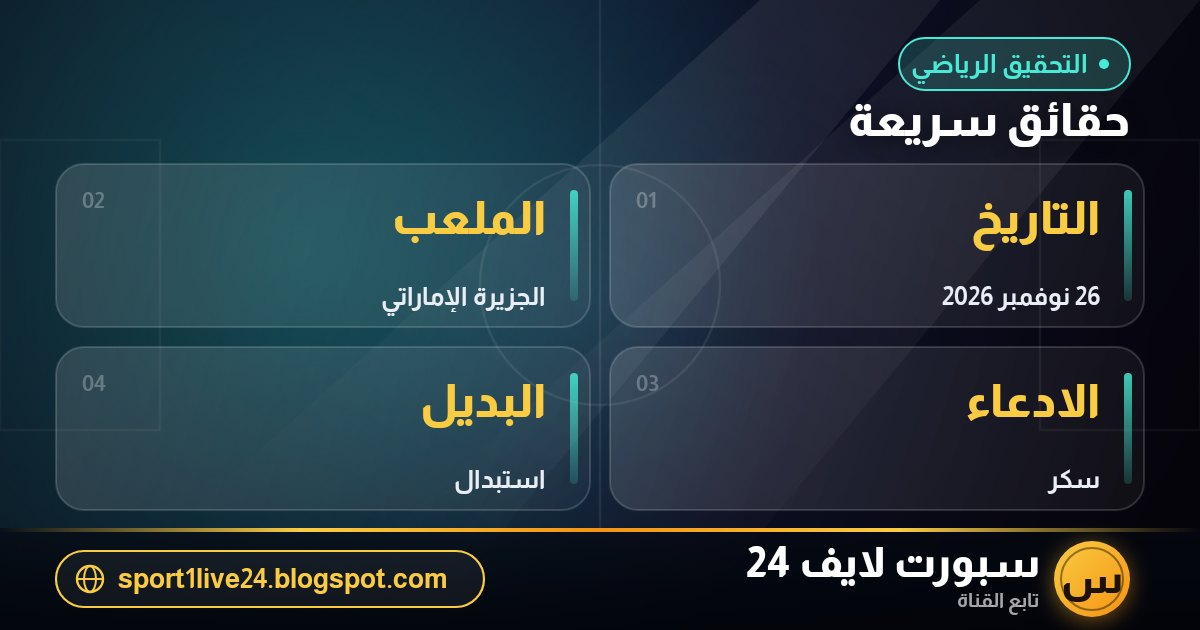 • التحقيق الرياضي
حقائق سريعة
01
التاريخ
26 نوفمبر 2026
02
الملعب
الجزيرة الإماراتي
03
الادعاء
سكر
04
البديل
استبدال
س
سبورت لايف 24
تابع القناة
sport1live24.blogspot.com